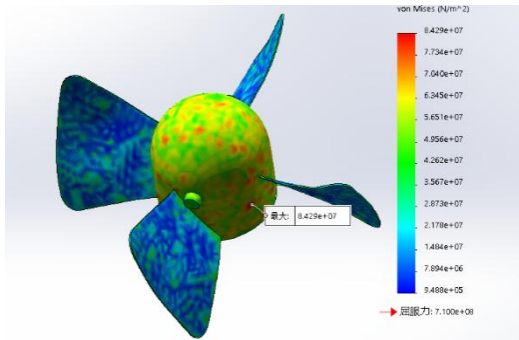 von Mises (N/m^2)
8.429e+07
7.734e+07
7.040e+07
6.345e+07
5.651e+07
4.956e+07
4.262e+07
3.567e+07
2.873e+07
2.178e+07
1.484e+07
7.894e+06
9.488e+05
屈服力: 7.100e+08
最大: 8.429e+07